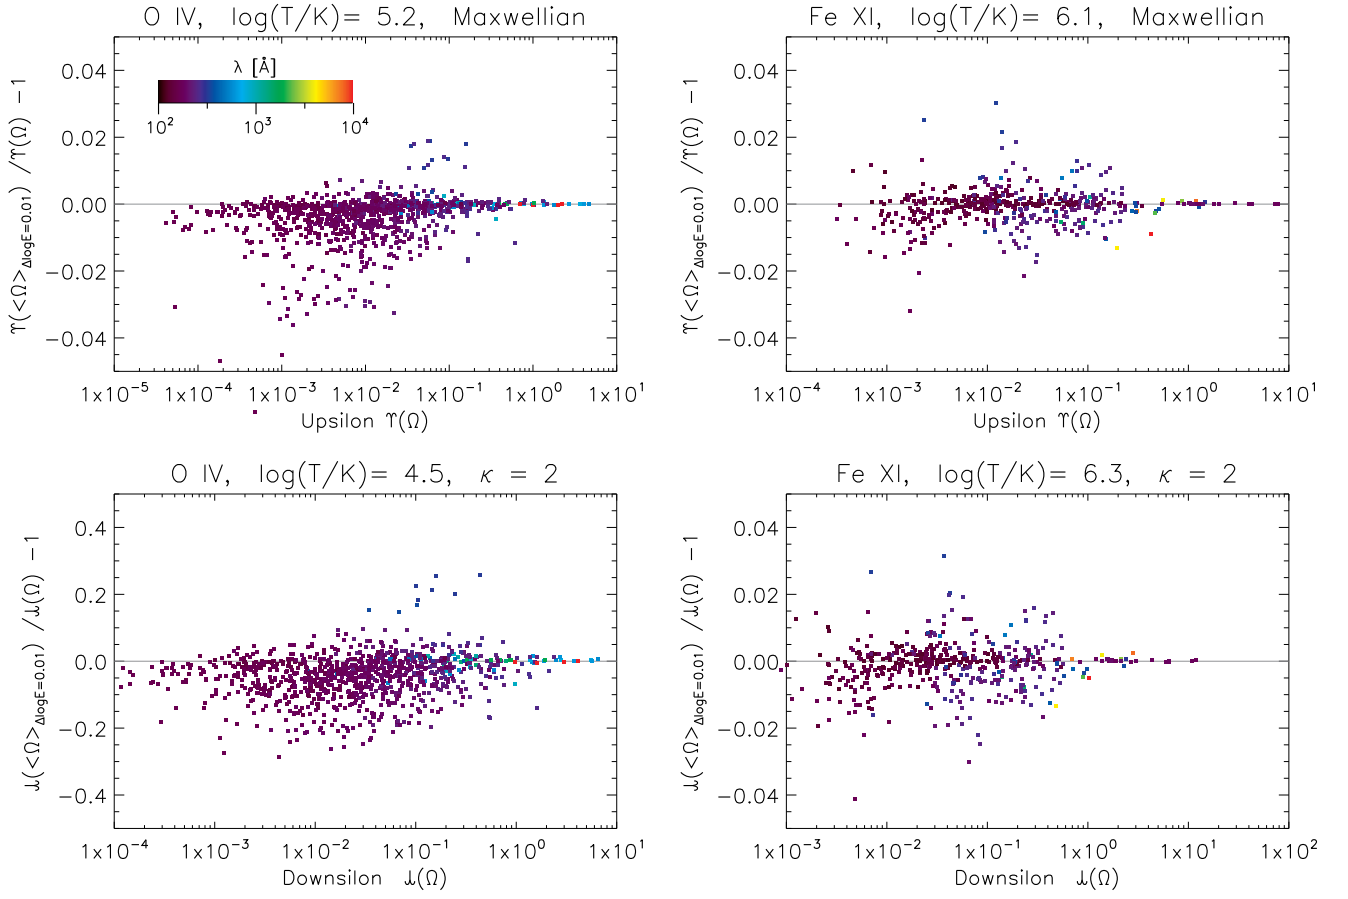 O IV, log(T/K)= 5.2, Maxwellian
ϒ(<Ω>ΔlogE=0.01) /ϒ(Ω) −1
0.04
0.02
0.00
−0.02
−0.04
λ [Å]
10² 10³ 10⁴
1x10⁻⁵ 1x10⁻⁴ 1x10⁻³ 1x10⁻² 1x10⁻¹ 1x10⁰ 1x10¹
Upsilon ϒ(Ω)
Fe XI, log(T/K)= 6.1, Maxwellian
ϒ(<Ω>ΔlogE=0.01) /ϒ(Ω) −1
0.04
0.02
0.00
−0.02
−0.04
1x10⁻⁴ 1x10⁻³ 1x10⁻² 1x10⁻¹ 1x10⁰ 1x10¹
Upsilon ϒ(Ω)
O IV, log(T/K)= 4.5, κ = 2
⅄(<Ω>ΔlogE=0.01) /⅄(Ω) −1
0.4
0.2
0.0
−0.2
−0.4
1x10⁻⁴ 1x10⁻³ 1x10⁻² 1x10⁻¹ 1x10⁰ 1x10¹
Downsilon ⅄(Ω)
Fe XI, log(T/K)= 6.3, κ = 2
⅄(<Ω>ΔlogE=0.01) /⅄(Ω) −1
0.04
0.02
0.00
−0.02
−0.04
1x10⁻³ 1x10⁻² 1x10⁻¹ 1x10⁰ 1x10¹ 1x10²
Downsilon ⅄(Ω)